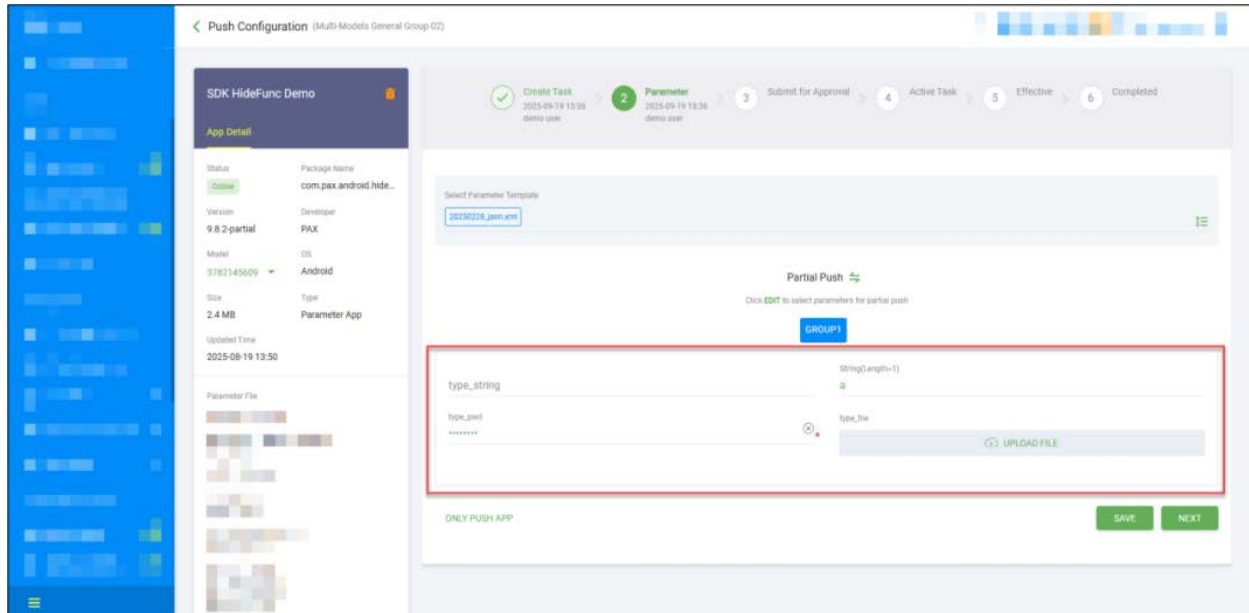 Push Configuration (Multi-Models General Group 02)
SDK HideFunc Demo
App Detail
Status
Online
Package Name
com.pax.android.hide...
Version
9.8.2-partial
Developer
PAX
Model
3782145609
OS
Android
Size
2.4 MB
Type
Parameter App
Updated Time
2025-08-19 13:50
Parameter File
Create Task
2025-09-19 15:36
demo user
2
Parameter
2025-09-19 15:36
demo user
3
Submit for Approval
4
Active Task
5
Effective
6
Completed
Select Parameter Template
20250228_json.xml
Partial Push
Click EDIT to select parameters for partial push
GROUP1
type_string
String(Length=1)
a
type_pwd
••••••••
type_file
UPLOAD FILE
ONLY PUSH APP
SAVE
NEXT